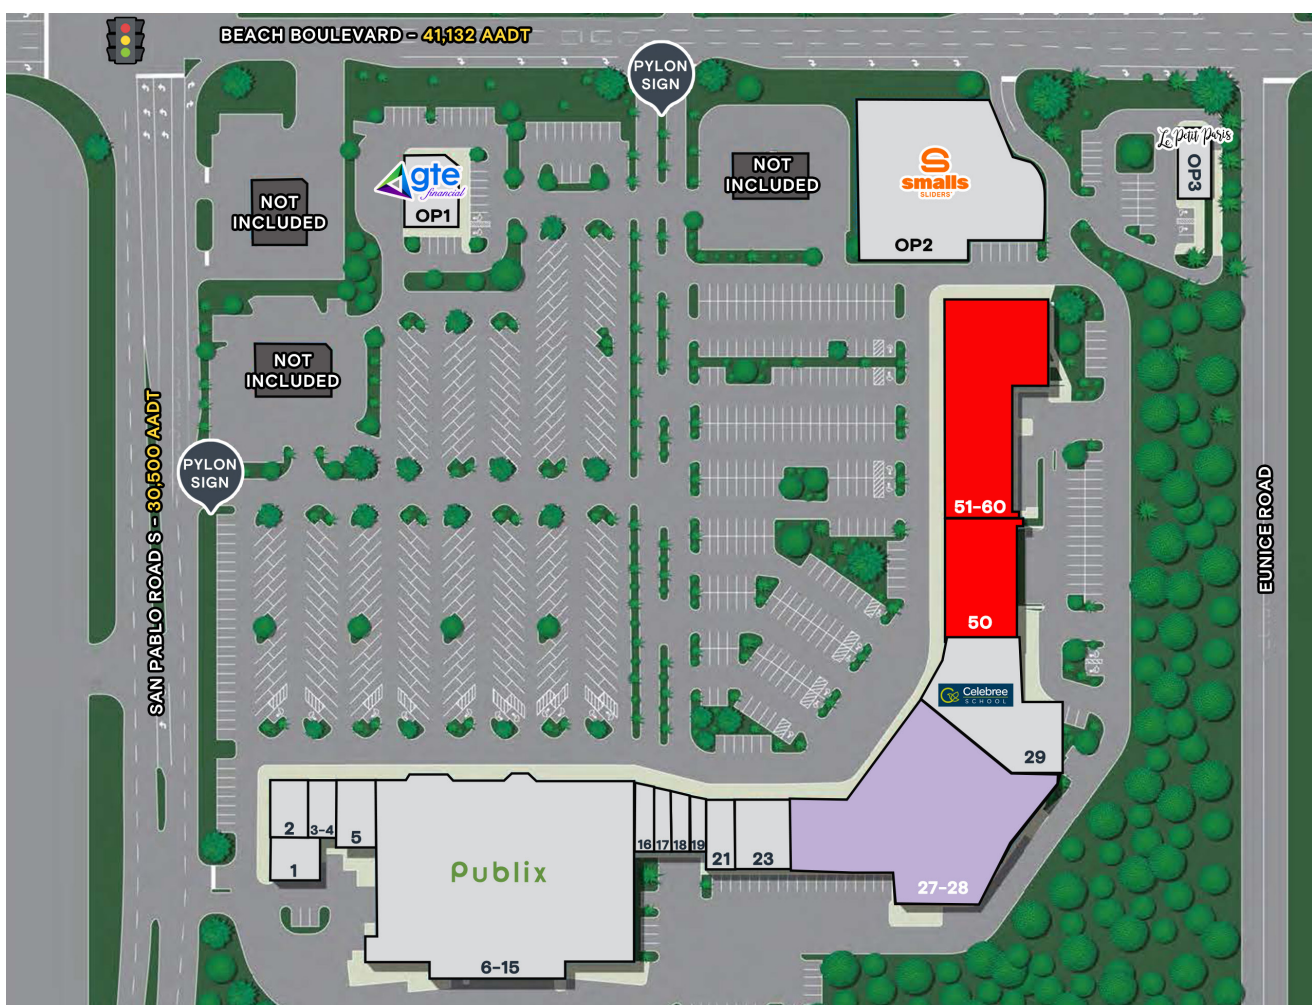 BEACH BOULEVARD - 41,132 AADT
PYLON
SIGN
Le Petit Paris
OP3
gte
financial
OP1
NOT
INCLUDED
NOT
INCLUDED
smalls
SLIDERS
OP2
NOT
INCLUDED
SAN PABLO ROAD S - 30,500 AADT
PYLON
SIGN
EUNICE ROAD
51-60
50
Celebree
SCHOOL
29
2
3-4
5
1
Publix
6-15
16
17
18
19
21
23
27-28